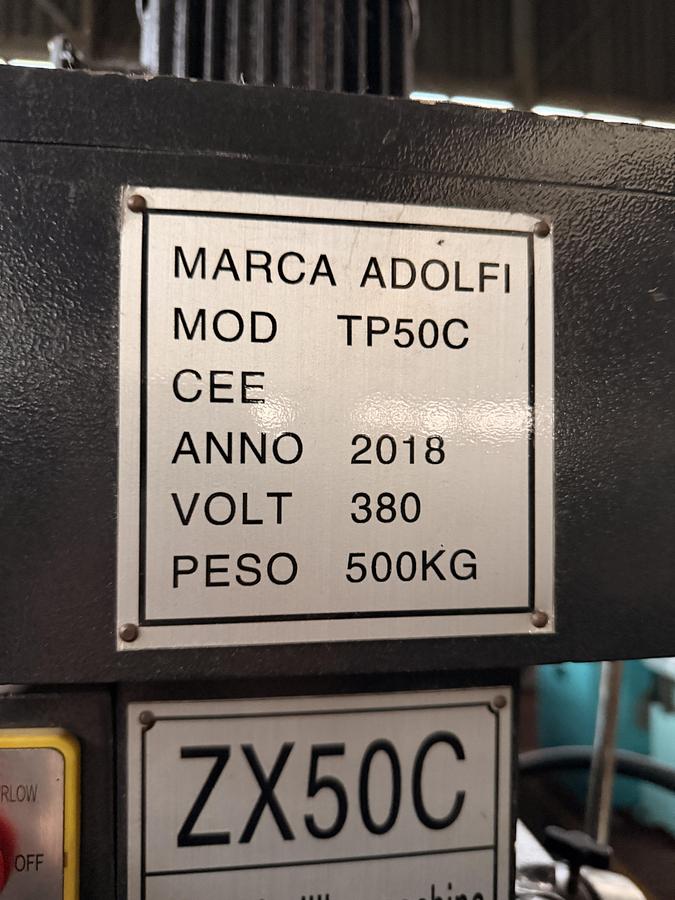 MARCA ADOLFI
MOD TP50C
CEE
ANNO 2018
VOLT 380
PESO 500KG
ZX50C
OFF